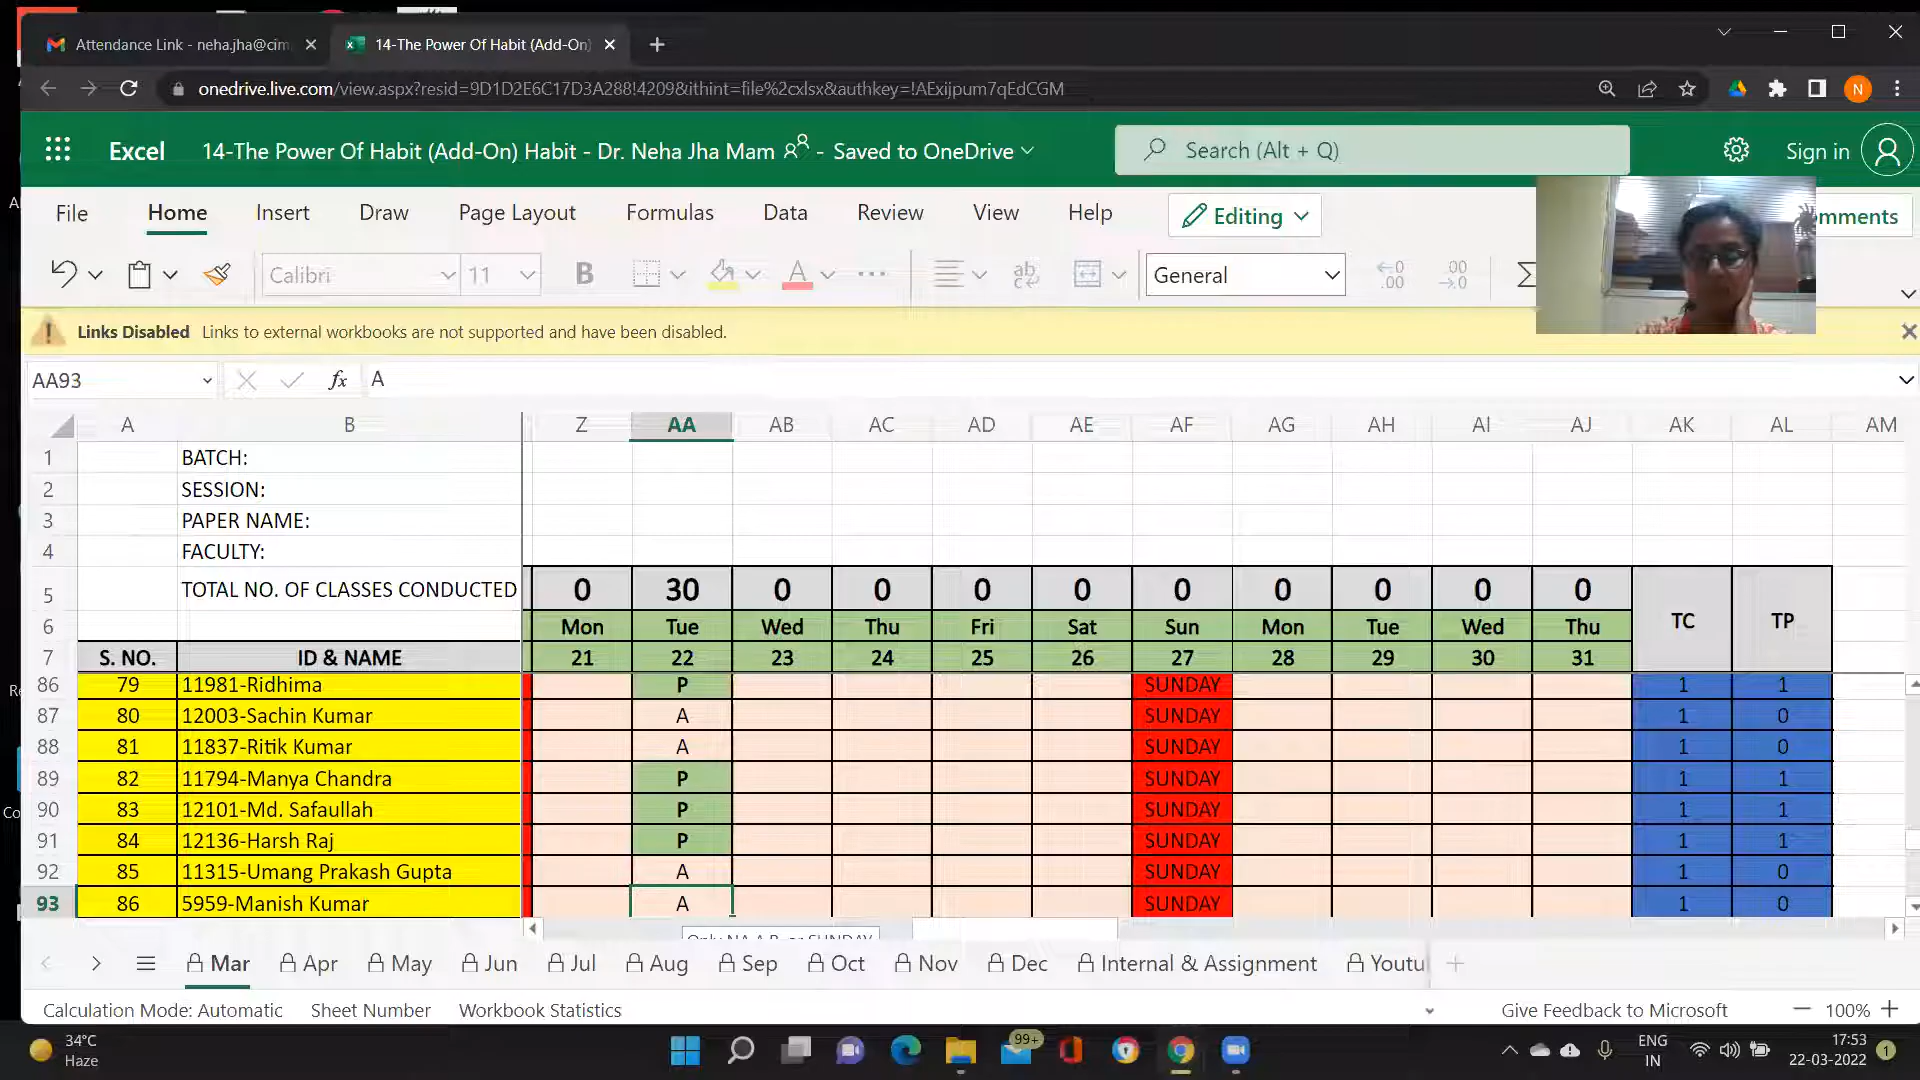 Attendance Link - neha.jha@cim
14-The Power Of Habit (Add-On)
onedrive.live.com/view.aspx?resid=9D1D2E6C17D3A288!4209&ithint=file%2cxlsx&authkey=!AExijpum7qEdCGM
N
Excel 14-The Power Of Habit (Add-On) Habit - Dr. Neha Jha Mam - Saved to OneDrive Search (Alt + Q) Sign in
File Home Insert Draw Page Layout Formulas Data Review View Help Editing mments
Calibri 11 B A ... ab General
Links Disabled Links to external workbooks are not supported and have been disabled.
AA93 fx A
A B Z AA AB AC AD AE AF AG AH AI AJ AK AL AM
1 BATCH:
2 SESSION:
3 PAPER NAME:
4 FACULTY:
5 TOTAL NO. OF CLASSES CONDUCTED 0 30 0 0 0 0 0 0 0 0 0 TC TP
6 Mon Tue Wed Thu Fri Sat Sun Mon Tue Wed Thu
7 S. NO. ID & NAME 21 22 23 24 25 26 27 28 29 30 31
86 79 11981-Ridhima P SUNDAY 1 1
87 80 12003-Sachin Kumar A SUNDAY 1 0
88 81 11837-Ritik Kumar A SUNDAY 1 0
89 82 11794-Manya Chandra P SUNDAY 1 1
90 83 12101-Md. Safaullah P SUNDAY 1 1
91 84 12136-Harsh Raj P SUNDAY 1 1
92 85 11315-Umang Prakash Gupta A SUNDAY 1 0
93 86 5959-Manish Kumar A SUNDAY 1 0
Mar Apr May Jun Jul Aug Sep Oct Nov Dec Internal & Assignment Youtu
Calculation Mode: Automatic Sheet Number Workbook Statistics Give Feedback to Microsoft 100%
34°C
Haze
99+
ENG
IN
17:53
22-03-2022
1